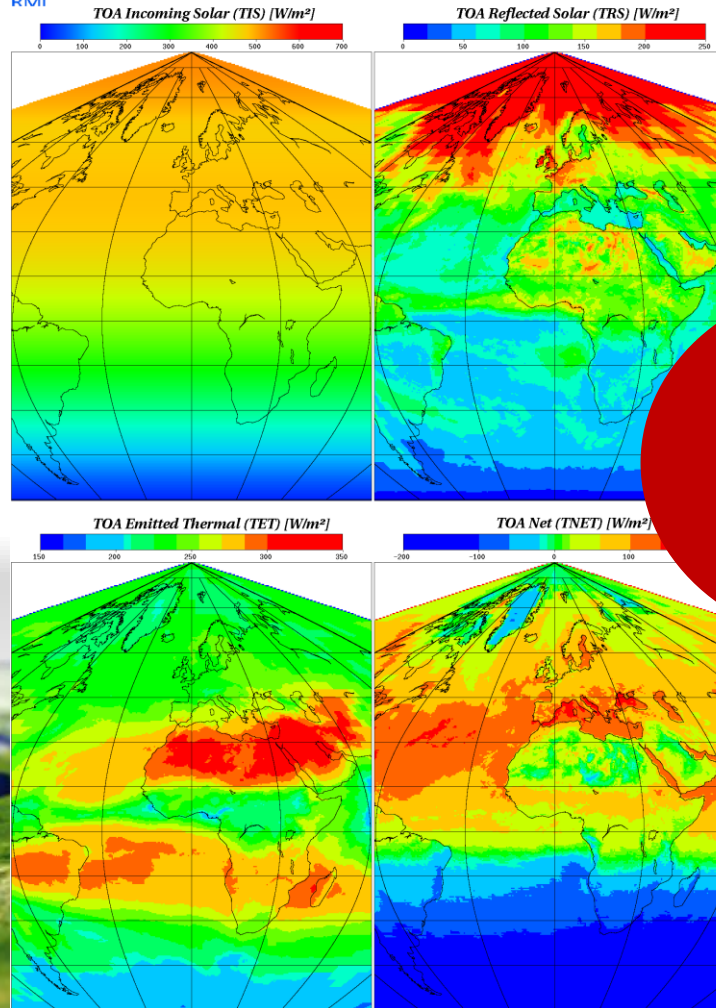 RMI
TOA Incoming Solar (TIS) [W/m²]
0 100 200 300 400 500 600 700
TOA Reflected Solar (TRS) [W/m²]
0 50 100 150 200 250
TOA Emitted Thermal (TET) [W/m²]
150 200 250 300 350
TOA Net (TNET) [W/m²]
-200 -100 0 100